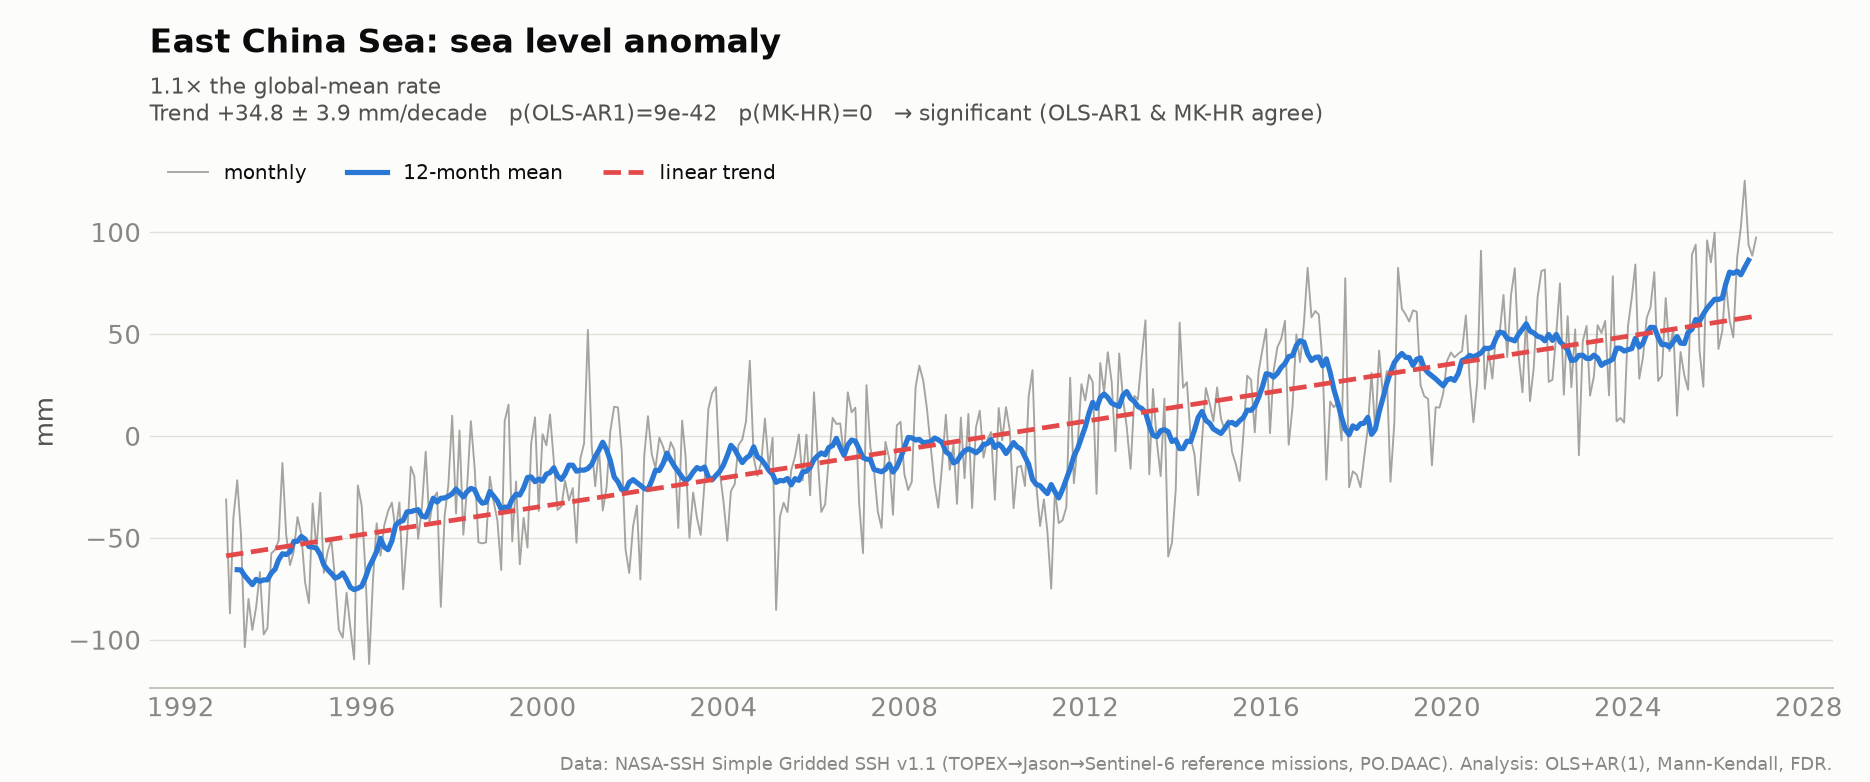 East China Sea: sea level anomaly
1.1× the global-mean rate
Trend +34.8 ± 3.9 mm/decade p(OLS-AR1)=9e-42 p(MK-HR)=0 → significant (OLS-AR1 & MK-HR agree)
monthly 12-month mean linear trend
100
50
0
−50
−100
mm
1992 1996 2000 2004 2008 2012 2016 2020 2024 2028
Data: NASA-SSH Simple Gridded SSH v1.1 (TOPEX→Jason→Sentinel-6 reference missions, PO.DAAC). Analysis: OLS+AR(1), Mann-Kendall, FDR.